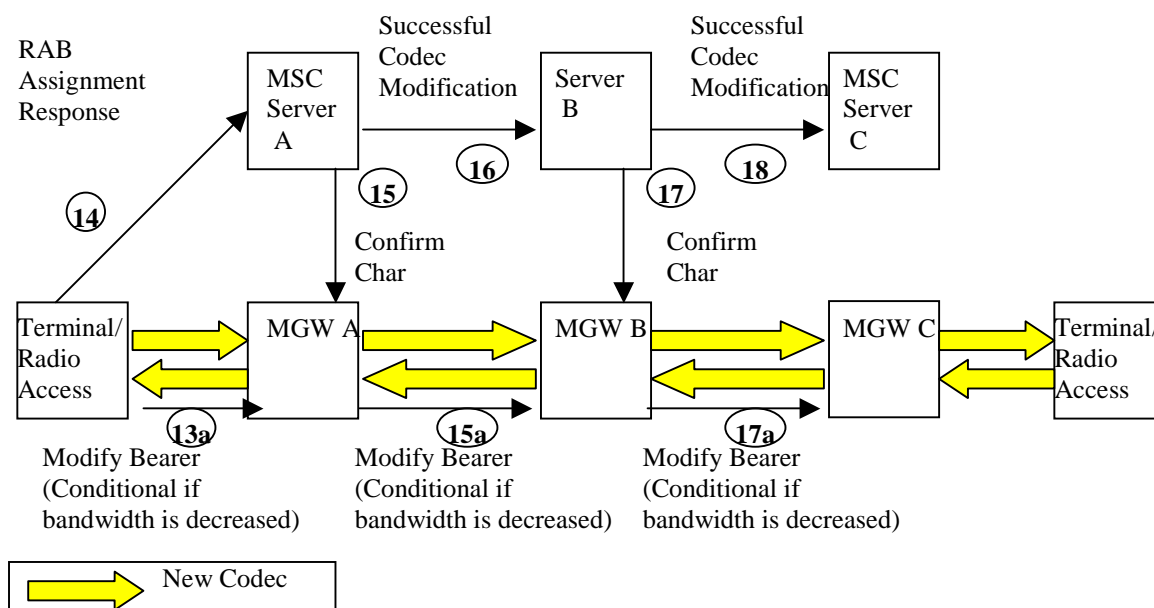 RAB
Assignment
Response
Successful
Codec
Modification
Successful
Codec
Modification
MSC
Server
A
Server
B
MSC
Server
C
14
15
16
17
18
Confirm
Char
Confirm
Char
Terminal/
Radio
Access
MGW A
MGW B
MGW C
Terminal/
Radio
Access
13a
15a
17a
Modify Bearer
(Conditional if
bandwidth is decreased)
Modify Bearer
(Conditional if
bandwidth is decreased)
Modify Bearer
(Conditional if
bandwidth is decreased)
New Codec